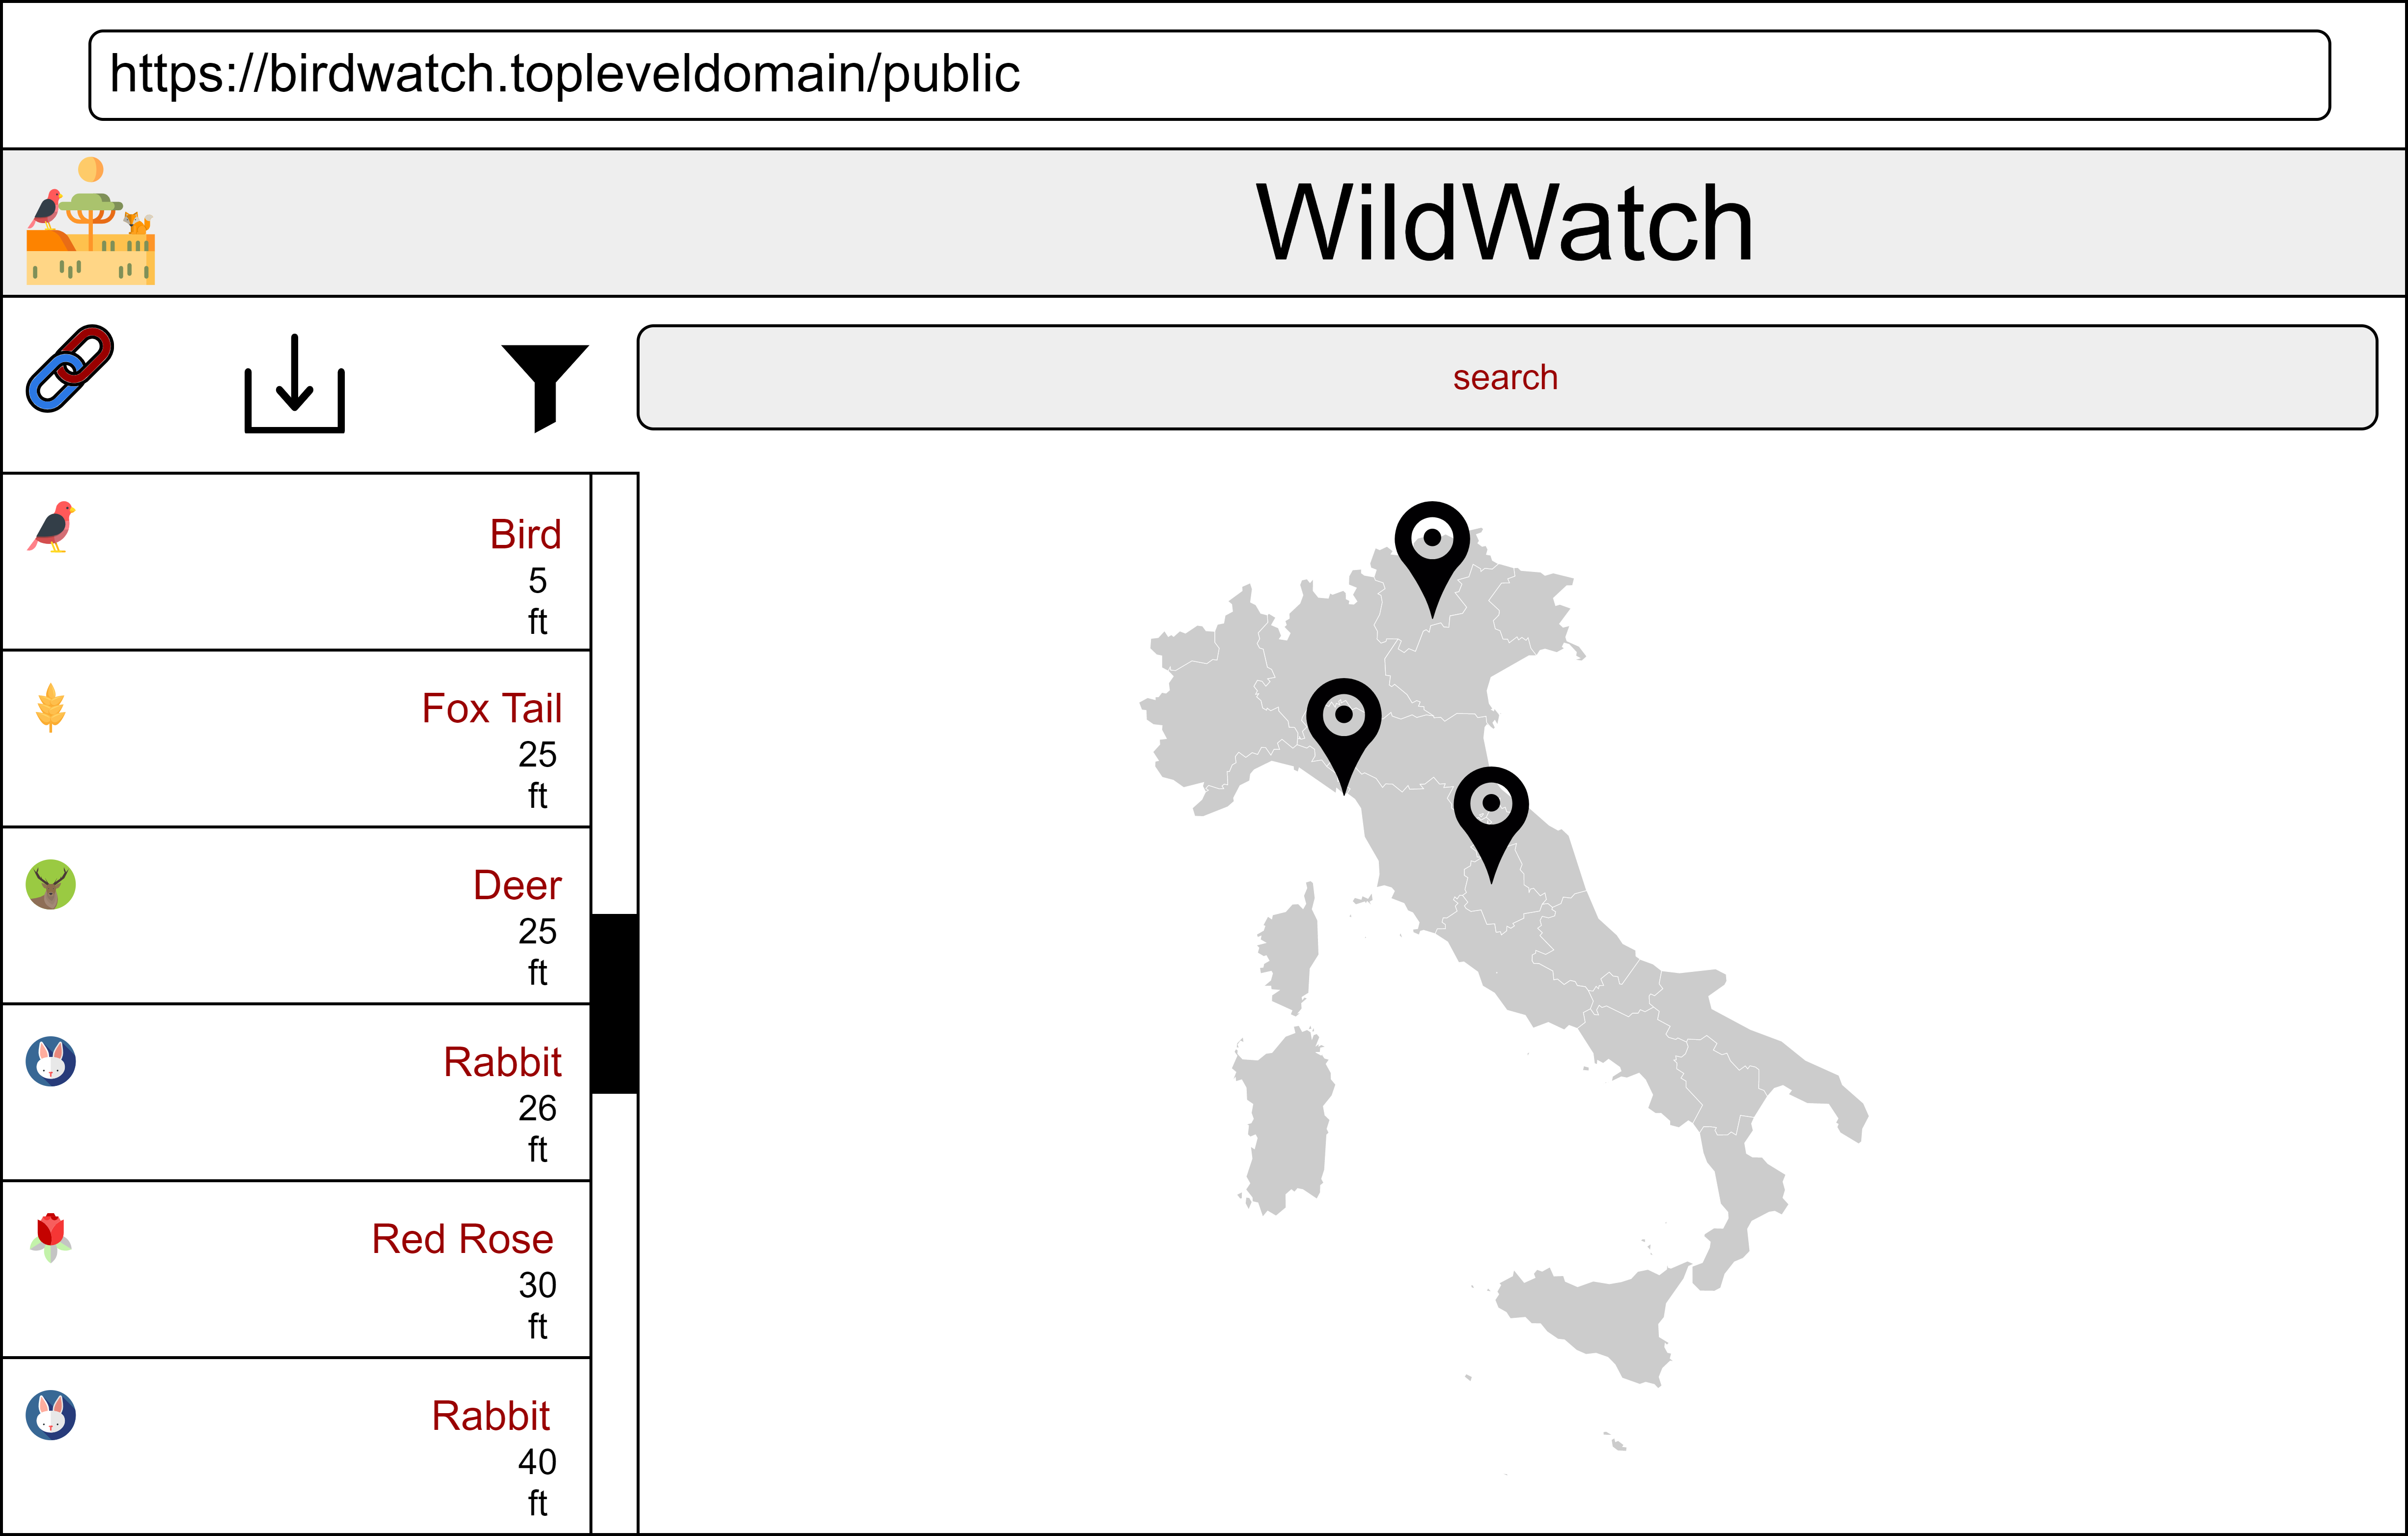 https://birdwatch.topleveldomain/public
WildWatch
search
Bird
5
ft
Fox Tail
25
ft
Deer
25
ft
Rabbit
26
ft
Red Rose
30
ft
Rabbit
40
ft